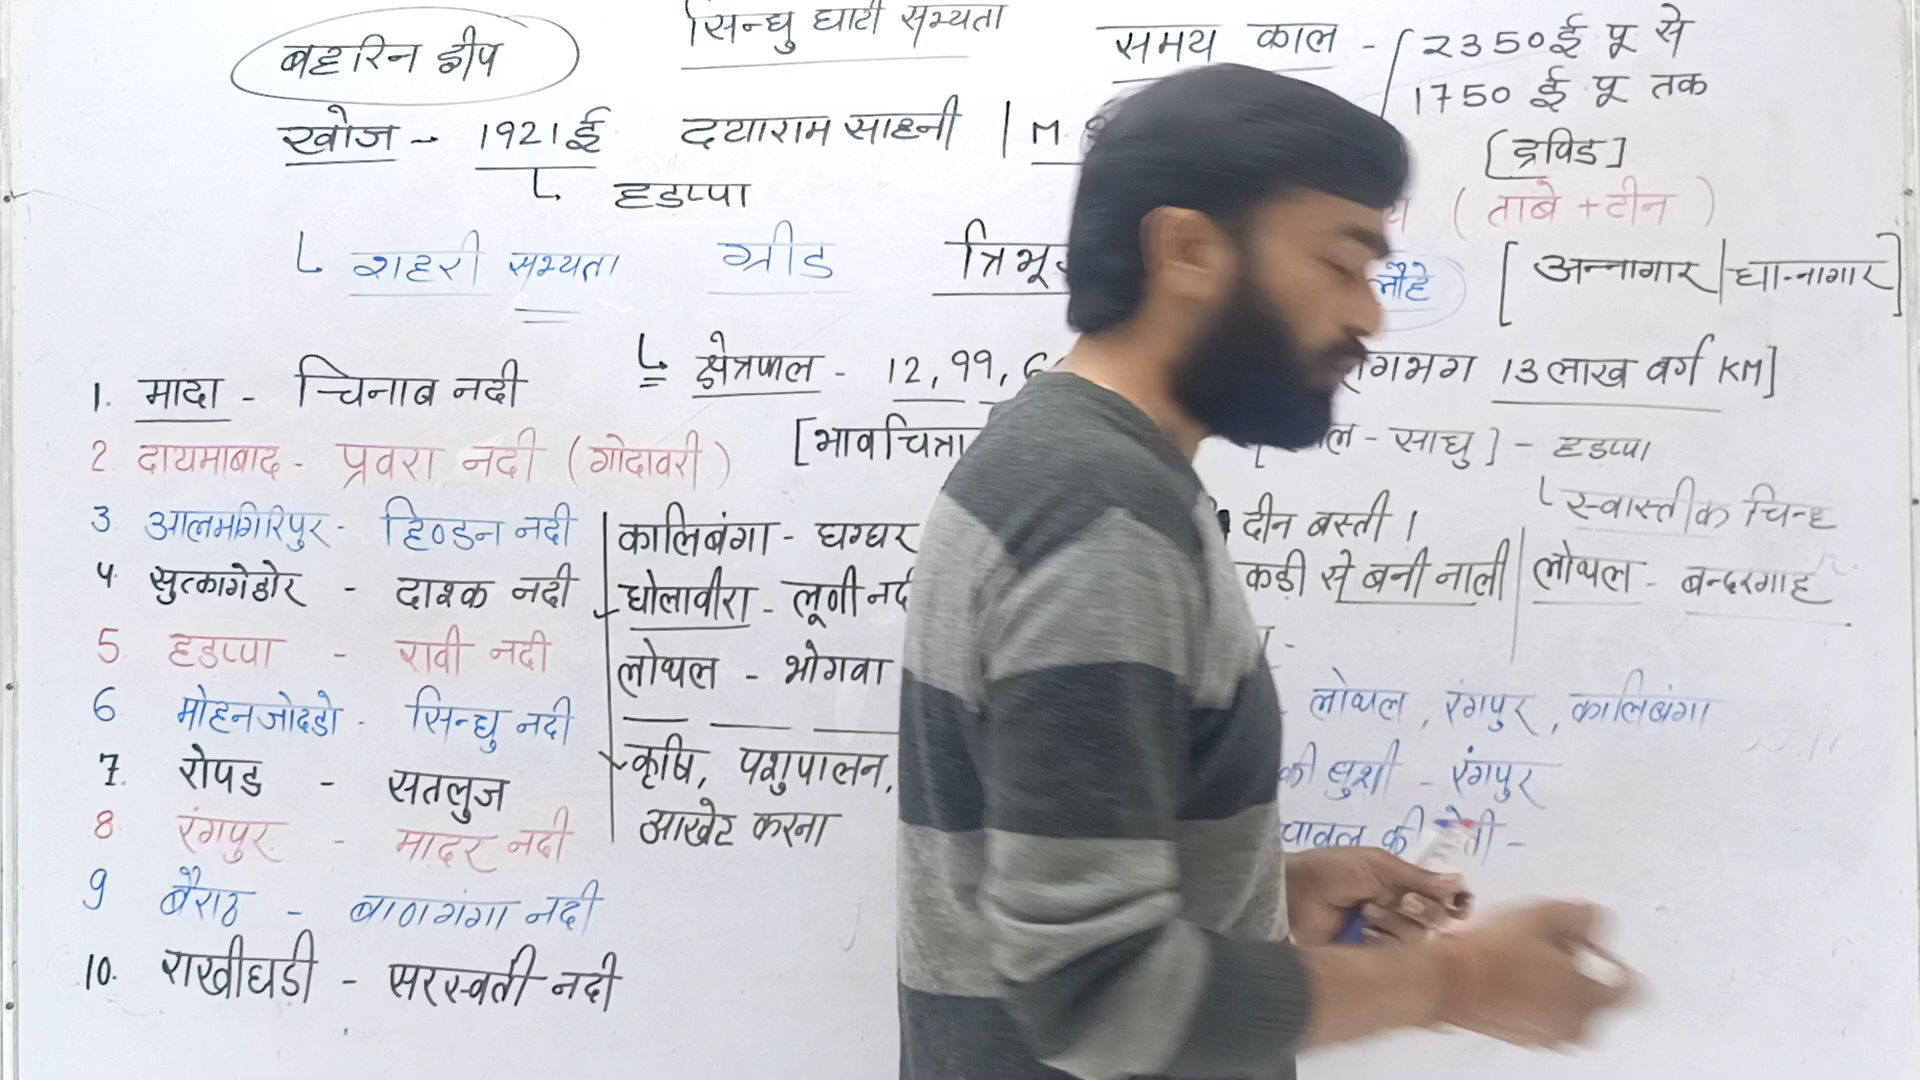 सिन्धु घाटी सभ्यता
बहरिन द्वीप
समय काल - 2350 ई पू से
1750 ई पू तक
[द्रविड]
खोज - 1921 ई दयाराम साहनी | M.
↳ हडप्पा
( ताबे + टीन )
↳ शहरी सभ्यता ग्रीड
लौहे
[ अन्नागार | धा-नागार ]
↳ क्षेत्रफल - 12, 99, 6
13 लाख वर्ग KM]
[भावचित्रा
- साधु ] - हडप्पा
↳ स्वास्तीक चिन्ह
1. मादा - चिनाब नदी
2. दायमाबाद - प्रवरा नदी (गोदावरी)
3. आलमगिरिपुर - हिण्डन नदी
4. सुत्कागेडोर - दाश्क नदी
5. हडप्पा - रावी नदी
6 मोहनजोदडो - सिन्धु नदी
7. रोपड - सतलुज
8 रंगपुर - मादर नदी
9 बैराठ - बाणगंगा नदी
10. राखीघडी - सरस्वती नदी
कालिबंगा - घग्घर
धोलावीरा - लूणी नदी
लोथल - भोगवा
कृषि, पशुपालन,
आखेट करना
दीन बस्ती ।
कडी से बनी नाली
लोथल - बन्दरगाह
लोथल, रंगपुर, कालिबंगा
की भुशी - रंगपुर
चावल की खेती -